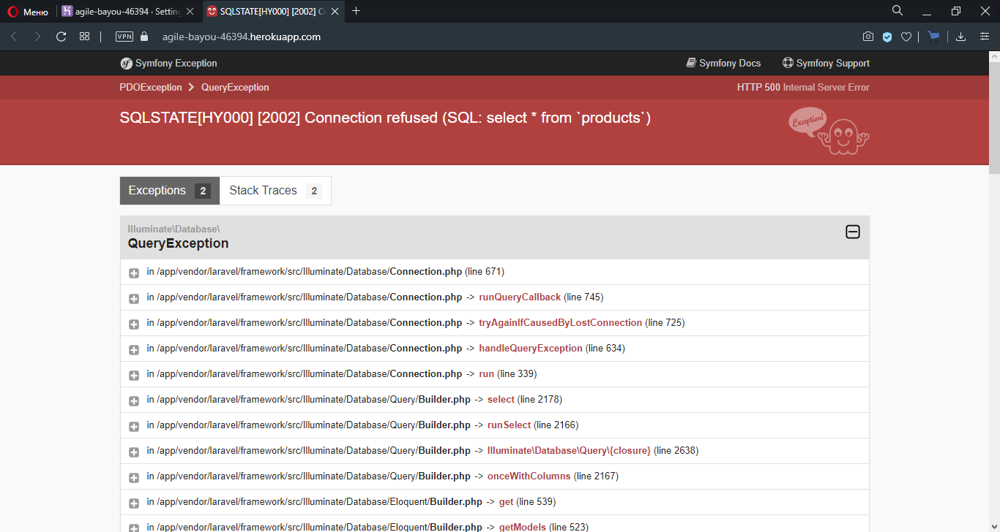 Меню
agile-bayou-46394 · Settin
SQLSTATE[HY000] [2002] Co
VPN
agile-bayou-46394.herokuapp.com
sf Symfony Exception
Symfony Docs
Symfony Support
PDOException
QueryException
HTTP 500 Internal Server Error
SQLSTATE[HY000] [2002] Connection refused (SQL: select * from `products`)
Exception!
Exceptions 2
Stack Traces 2
Illuminate\Database\
QueryException
in /app/vendor/laravel/framework/src/Illuminate/Database/Connection.php (line 671)
in /app/vendor/laravel/framework/src/Illuminate/Database/Connection.php -> runQueryCallback (line 745)
in /app/vendor/laravel/framework/src/Illuminate/Database/Connection.php -> tryAgainIfCausedByLostConnection (line 725)
in /app/vendor/laravel/framework/src/Illuminate/Database/Connection.php -> handleQueryException (line 634)
in /app/vendor/laravel/framework/src/Illuminate/Database/Connection.php -> run (line 339)
in /app/vendor/laravel/framework/src/Illuminate/Database/Query/Builder.php -> select (line 2178)
in /app/vendor/laravel/framework/src/Illuminate/Database/Query/Builder.php -> runSelect (line 2166)
in /app/vendor/laravel/framework/src/Illuminate/Database/Query/Builder.php -> Illuminate\Database\Query\{closure} (line 2638)
in /app/vendor/laravel/framework/src/Illuminate/Database/Query/Builder.php -> onceWithColumns (line 2167)
in /app/vendor/laravel/framework/src/Illuminate/Database/Eloquent/Builder.php -> get (line 539)
in /app/vendor/laravel/framework/src/Illuminate/Database/Eloquent/Builder.php -> getModels (line 523)